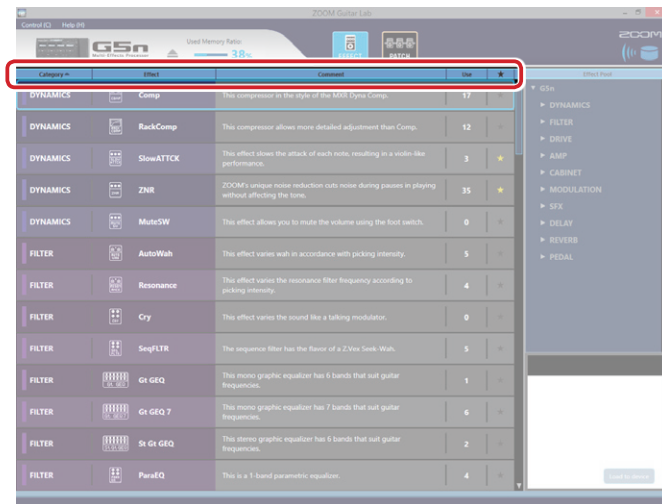 ZOOM Guitar Lab
Control (C) Help (H)
G5n
Multi Effects Processor
Used Memory Ratio:
38%
EFFECT
PATCH
ZOOM
Category Effect Comment Use ★
Effect Pool
DYNAMICS Comp This compressor in the style of the MXR Dyna Comp. 17
DYNAMICS RackComp This compressor allows more detailed adjustment than Comp. 12
DYNAMICS SlowATTCK This effect slows the attack of each note, resulting in a violin-like
performance. 3 ★
DYNAMICS ZNR ZOOM's unique noise reduction cuts noise during pauses in playing
without affecting the tone. 35 ★
DYNAMICS MuteSW This effect allows you to mute the volume using the foot switch. 0
FILTER AutoWah This effect varies wah in accordance with picking intensity. 5
FILTER Resonance This effect varies the resonance filter frequency according to
picking intensity. 4
FILTER Cry This effect varies the sound like a talking modulator. 0
FILTER SeqFLTR The sequence filter has the flavor of a Z.Vex Seek-Wah. 5
FILTER Gt GEQ This mono graphic equalizer has 6 bands that suit guitar
frequencies. 1
FILTER Gt GEQ 7 This mono graphic equalizer has 7 bands that suit guitar
frequencies. 6
FILTER St Gt GEQ This stereo graphic equalizer has 6 bands that suit guitar
frequencies. 2
FILTER ParaEQ This is a 1-band parametric equalizer. 4
G5n
DYNAMICS
FILTER
DRIVE
AMP
CABINET
MODULATION
SFX
DELAY
REVERB
PEDAL